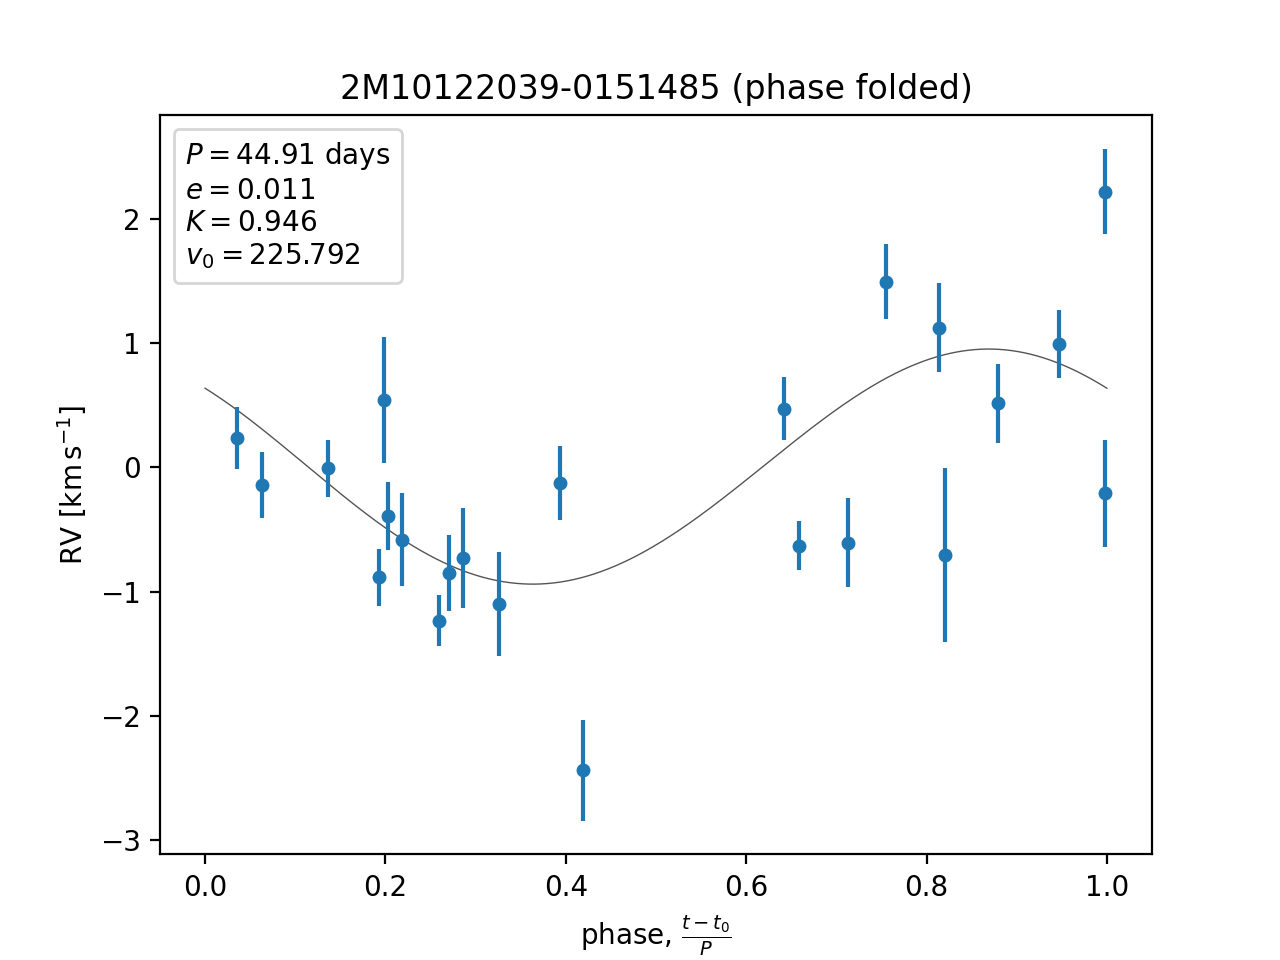 2M10122039-0151485 (phase folded)
P = 44.91 days
e = 0.011
K = 0.946
v₀ = 225.792
RV [km s⁻¹]
2
1
0
−1
−2
−3
0.0 0.2 0.4 0.6 0.8 1.0
phase, (t − t₀)/P